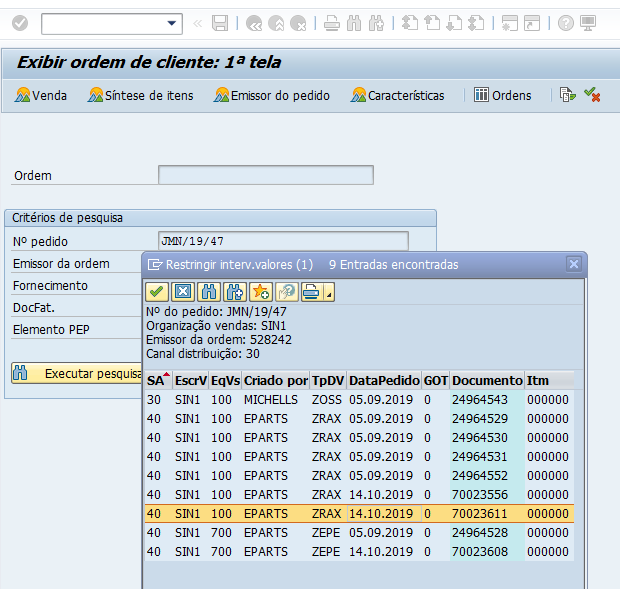 Exibir ordem de cliente: 1ª tela
Venda Síntese de itens Emissor do pedido Características Ordens
Ordem
Critérios de pesquisa
Nº pedido JMN/19/47
Emissor da ordem
Fornecimento
DocFat.
Elemento PEP
Executar pesquisa
Restringir interv.valores (1) 9 Entradas encontradas
Nº do pedido: JMN/19/47
Organização vendas: SIN1
Emissor da ordem: 528242
Canal distribuição: 30
SA EscrV EqVs Criado por TpDV DataPedido GOT Documento Itm
30 SIN1 100 MICHELLS ZOSS 05.09.2019 0 24964543 000000
40 SIN1 100 EPARTS ZRAX 05.09.2019 0 24964529 000000
40 SIN1 100 EPARTS ZRAX 05.09.2019 0 24964530 000000
40 SIN1 100 EPARTS ZRAX 05.09.2019 0 24964531 000000
40 SIN1 100 EPARTS ZRAX 05.09.2019 0 24964552 000000
40 SIN1 100 EPARTS ZRAX 14.10.2019 0 70023556 000000
40 SIN1 100 EPARTS ZRAX 14.10.2019 0 70023611 000000
40 SIN1 700 EPARTS ZEPE 05.09.2019 0 24964528 000000
40 SIN1 700 EPARTS ZEPE 14.10.2019 0 70023608 000000